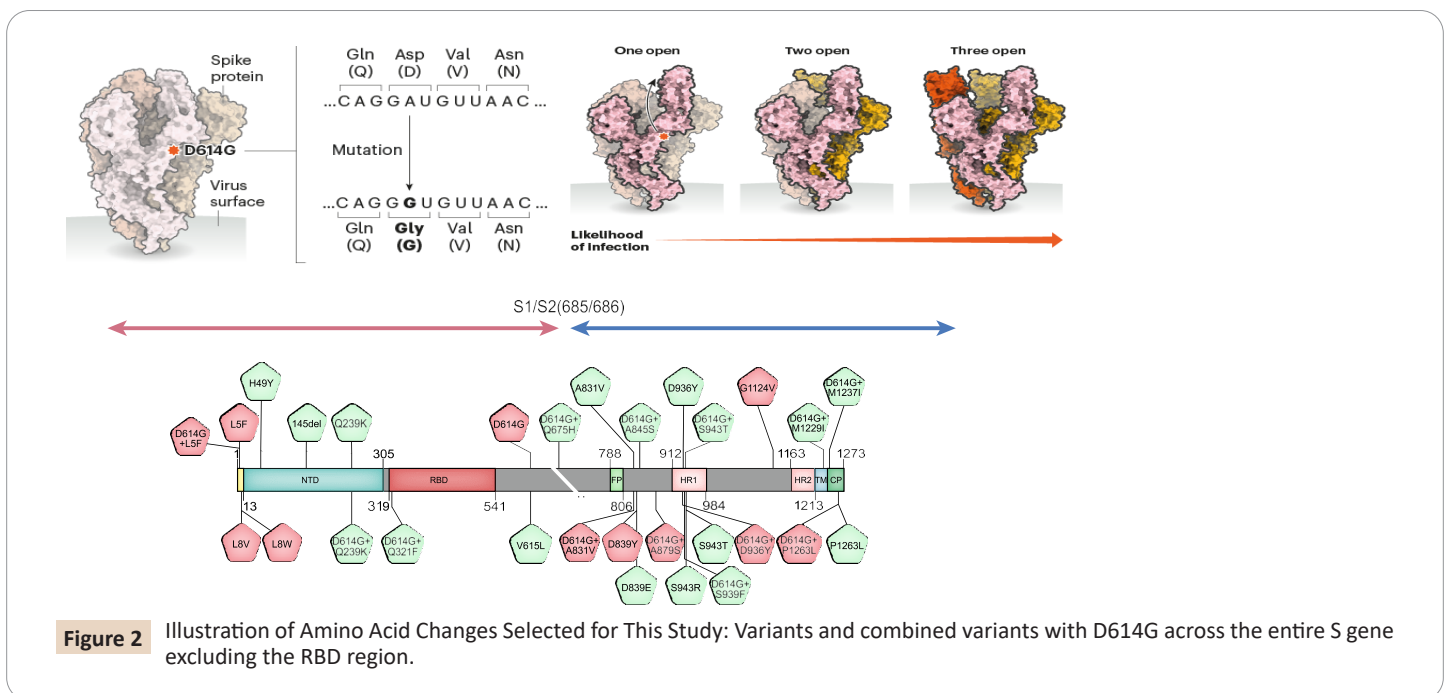 Spike
protein
D614G
Virus
surface
Gln Asp Val Asn
(Q) (D) (V) (N)
...C A G G A U G U U A A C ...
Mutation
...C A G G G U G U U A A C ...
Gln Gly Val Asn
(Q) (G) (V) (N)
One open
Two open
Three open
Likelihood
of infection
S1/S2(685/686)
H49Y
A831V
D936Y
G1124V
D614G+
M1237I
D614G
+L5F
L5F
145del
Q239K
D614G
D614G+
Q675H
D614G+
A845S
D614G+
S943T
D614G+
M1229I
1
305
788
912
1163
1273
NTD
RBD
FP
HR1
HR2
TM
CP
13
319
541
806
984
1213
L8V
L8W
D614G+
Q239K
D614G+
Q321F
V615L
D614G+
A831V
D839Y
D614G+
A879S
S943T
D614G+
D936Y
D614G+
P1263L
P1263L
D839E
S943R
D614G+
S939F
Figure 2
Illustration of Amino Acid Changes Selected for This Study: Variants and combined variants with D614G across the entire S gene
excluding the RBD region.